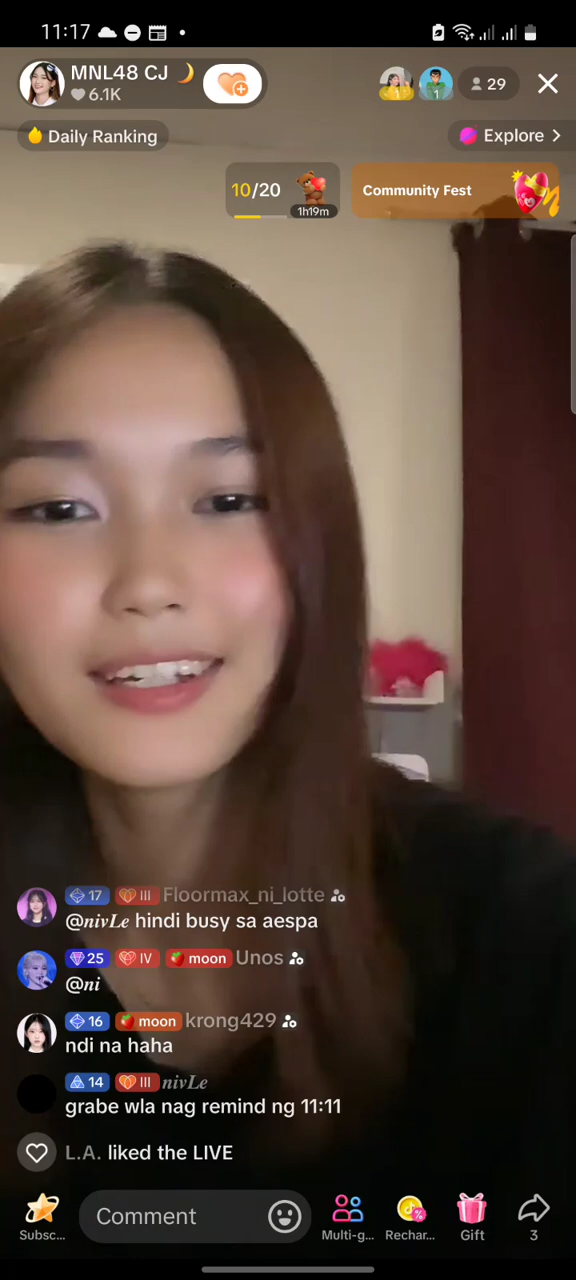 11:17
MNL48 CJ 🌙
6.1K
29
Daily Ranking
Explore >
10/20
1h19m
Community Fest
17 III Floormax_ni_lotte
@nivLe hindi busy sa aespa
25 IV moon Unos
@ni
16 moon krong429
ndi na haha
14 III nivLe
grabe wla nag remind ng 11:11
L.A. liked the LIVE
Subsc...
Comment
Multi-g...
Rechar...
Gift
3